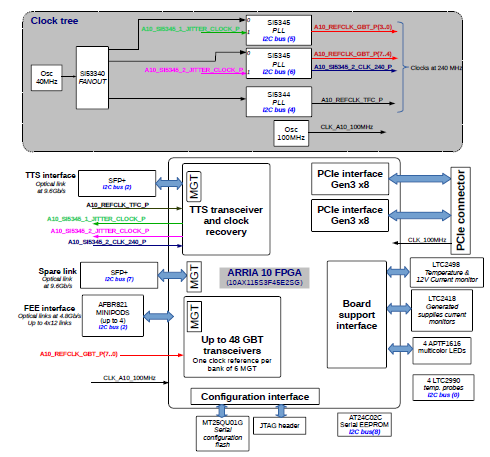 Clock tree
A10_SI5345_1_JITTER_CLOCK_P
0
1
SI5345
PLL
I2C bus (5)
A10_REFCLK_GBT_P(3..0)
Osc
40MHz
SI53340
FANOUT
A10_SI5345_2_JITTER_CLOCK_P
0
1
SI5345
PLL
I2C bus (6)
A10_REFCLK_GBT_P(7..4)
A10_SI5345_2_CLK_240_P
Clocks at 240 MHz
SI5344
PLL
I2C bus (4)
A10_REFCLK_TFC_P
Osc
100MHz
CLK_A10_100MHz
TTS interface
Optical link
at 9.6Gb/s
SFP+
I2C bus (2)
MGT
TTS transceiver
and clock
recovery
A10_REFCLK_TFC_P
A10_SI5345_1_JITTER_CLOCK_P
A10_SI5345_2_JITTER_CLOCK_P
A10_SI5345_2_CLK_240_P
PCIe interface
Gen3 x8
PCIe interface
Gen3 x8
PCIe connector
CLK_100MHz
Spare link
Optical link
at 9.6Gb/s
SFP+
I2C bus (7)
MGT
ARRIA 10 FPGA
(10AX115S3F45E2SG)
FEE interface
Optical links at 4.8Gb/s
Up to 4x12 links
AFBR821
MINIPODS
(up to 4)
I2C bus (2)
MGT
Up to 48 GBT
transceivers
One clock reference per
bank of 6 MGT
A10_REFCLK_GBT_P(7..0)
CLK_A10_100MHz
Board
support
interface
LTC2498
Temperature &
12V Current monitor
LTC2418
Generated
supplies current
monitors
4 APTF1616
multicolor LEDs
4 LTC2990
temp. probes
I2C bus (0)
Configuration interface
MT25QU01G
Serial
configuration
flash
JTAG header
AT24C02C
Serial EEPROM
I2C bus(8)